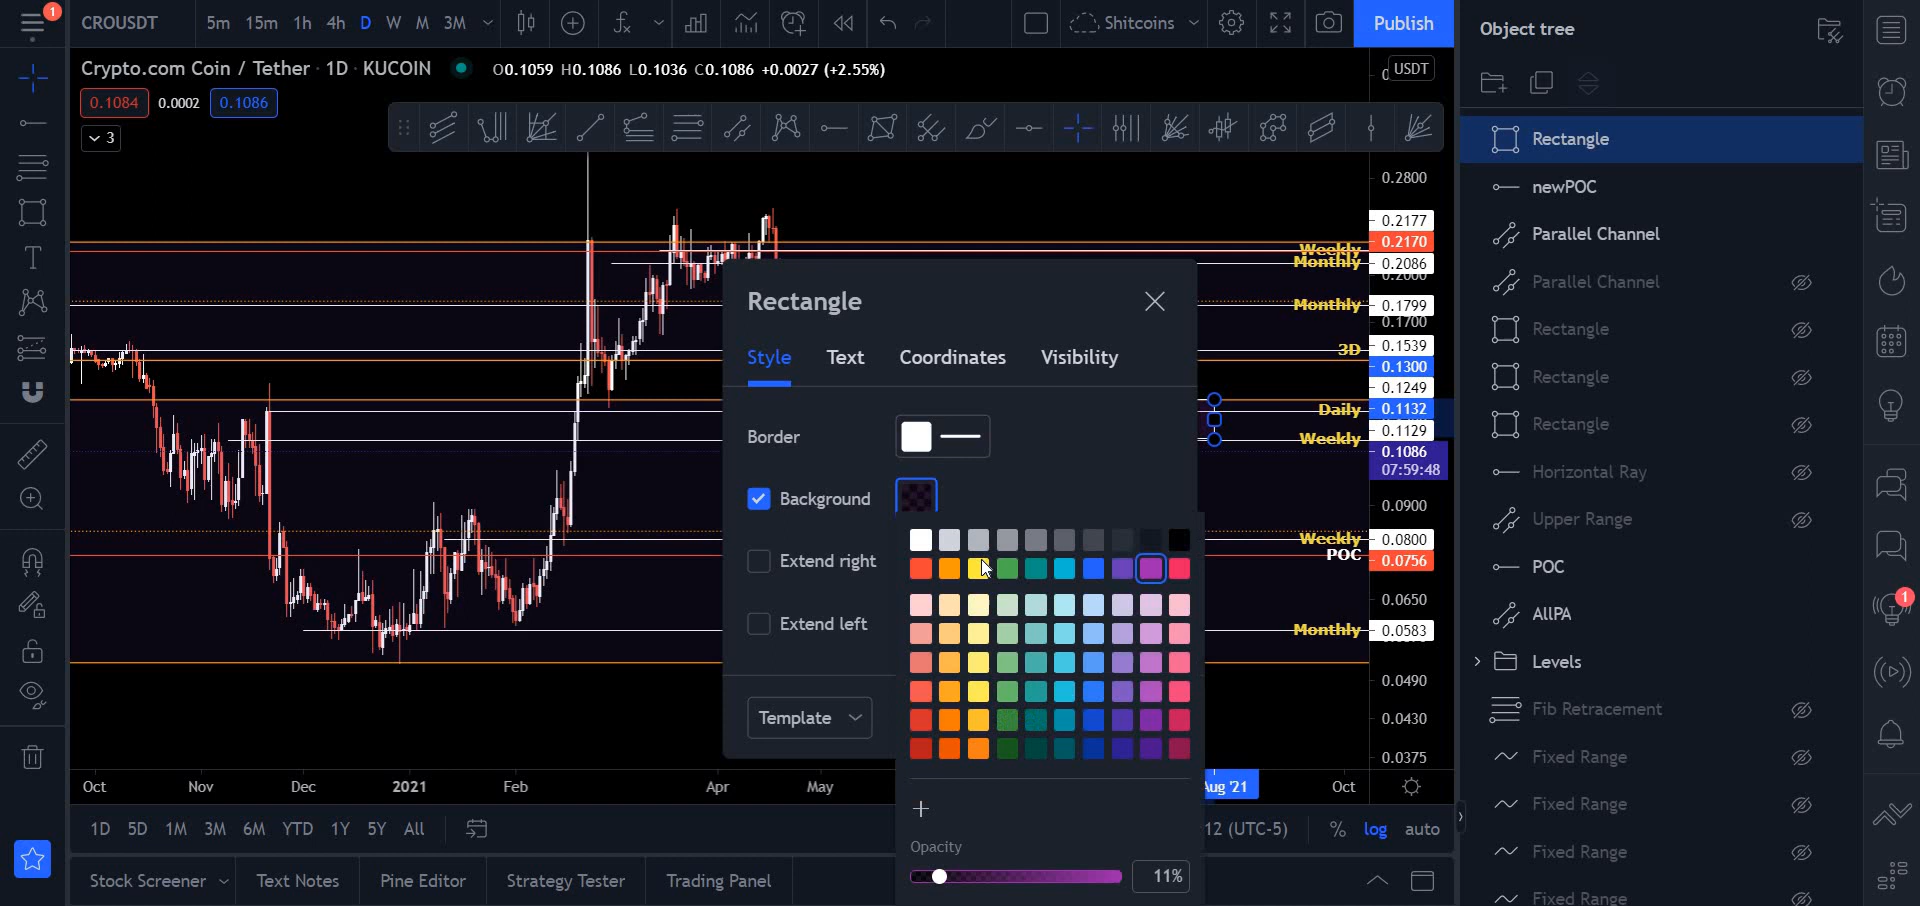 1
CROUSDT
5m 15m 1h 4h D W M 3M
Shitcoins
Publish
Crypto.com Coin / Tether · 1D · KUCOIN
O0.1059 H0.1086 L0.1036 C0.1086 +0.0027 (+2.55%)
0.1084 0.0002 0.1086
3
USDT
0.2800
0.2177
Weekly 0.2170
Monthly 0.2086
0.2000
Monthly 0.1799
0.1700
3D 0.1539
0.1300
0.1249
Daily 0.1132
0.1129
Weekly
0.1086
07:59:48
0.0900
Weekly 0.0800
POC 0.0756
0.0650
Monthly 0.0583
0.0490
0.0430
0.0375
Rectangle
Style Text Coordinates Visibility
Border
Background
Extend right
Extend left
Template
Opacity
11%
Oct Nov Dec 2021 Feb Apr May Aug '21 Oct
1D 5D 1M 3M 6M YTD 1Y 5Y All
12 (UTC-5) % log auto
Stock Screener Text Notes Pine Editor Strategy Tester Trading Panel
Object tree
Rectangle
newPOC
Parallel Channel
Parallel Channel
Rectangle
Rectangle
Rectangle
Horizontal Ray
Upper Range
POC
AllPA
Levels
Fib Retracement
Fixed Range
Fixed Range
Fixed Range
Fixed Range
1